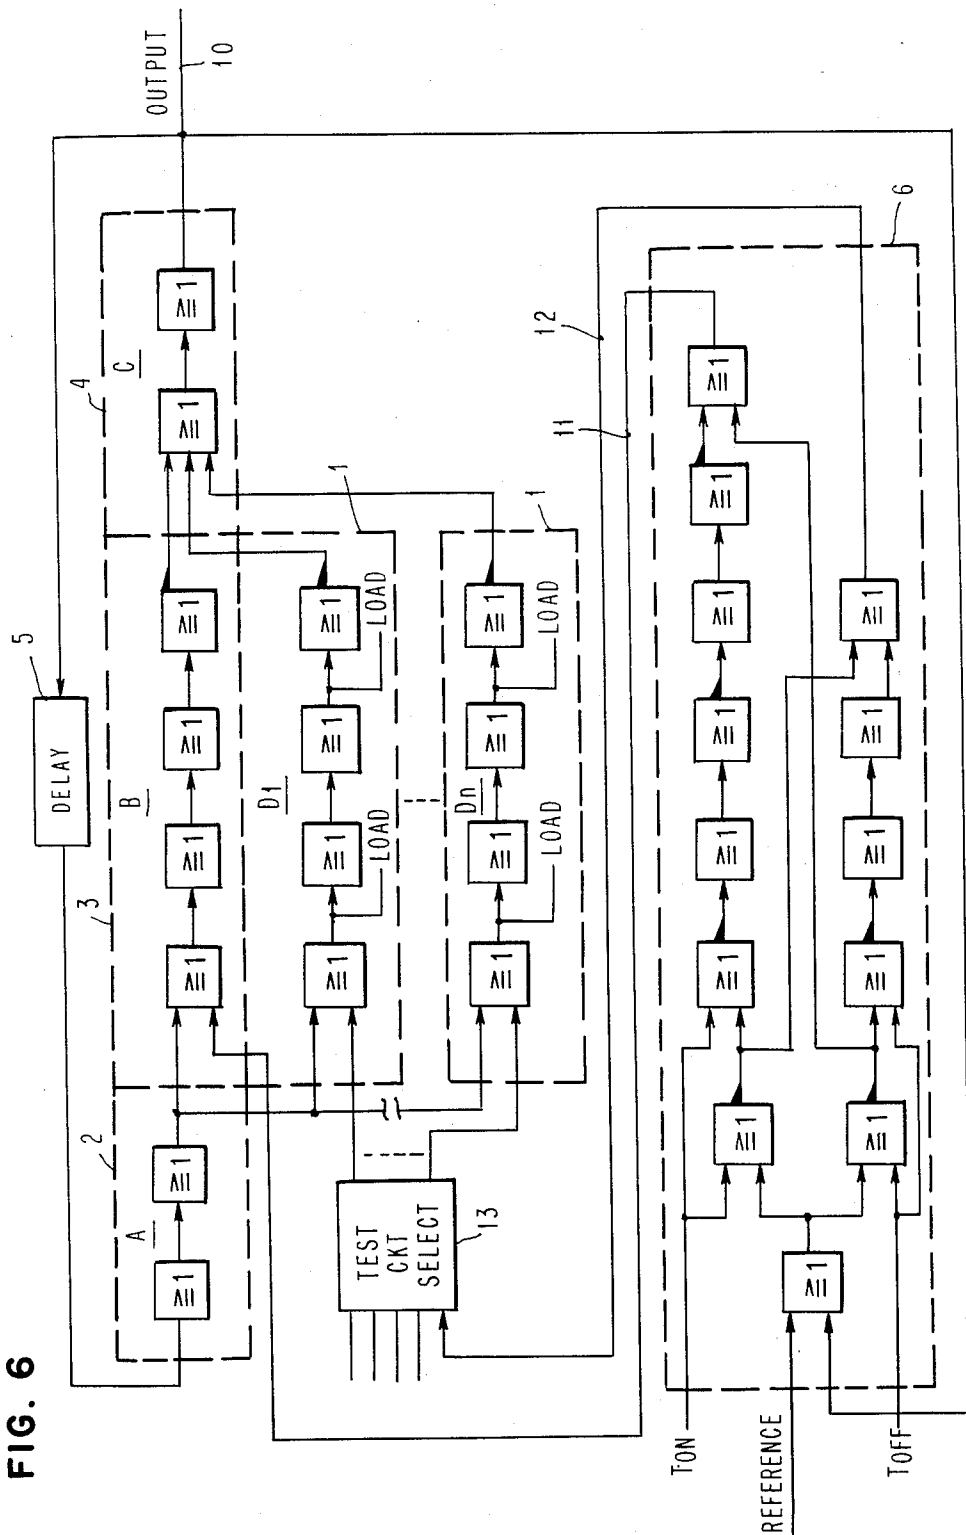 FIG. 6
5
DELAY
2
3
4
A
B
C
OUTPUT
10
≥1
≥1
≥1
≥1
≥1
≥1
≥1
≥1
D1
1
≥1
≥1
≥1
≥1
LOAD
LOAD
TEST
CKT
SELECT
13
Dn
1
≥1
≥1
≥1
≥1
LOAD
LOAD
11
12
6
TON
≥1
≥1
≥1
≥1
≥1
≥1
≥1
≥1
REFERENCE
≥1
≥1
≥1
≥1
≥1
TOFF